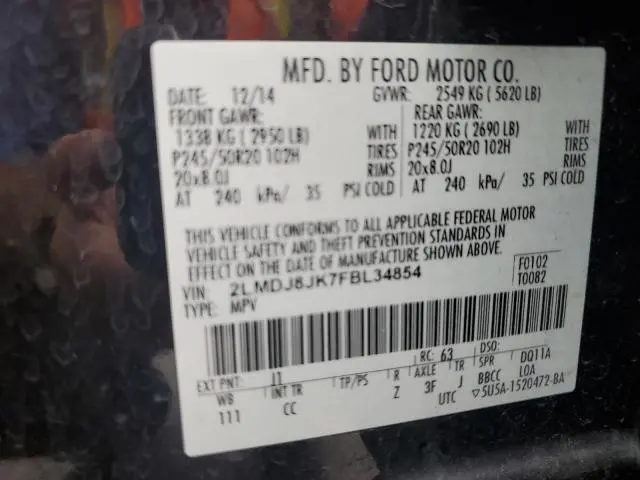 MFD. BY FORD MOTOR CO.
DATE: 12/14 GVWR: 2549 KG ( 5620 LB)
FRONT GAWR: REAR GAWR:
1338 KG ( 2950 LB) WITH 1220 KG ( 2690 LB)
P245/50R20 102H TIRES P245/50R20 102H
20x8.0J RIMS 20x8.0J
AT 240 kPa/ 35 PSI COLD AT 240 kPa/ 35 PSI COLD
WITH
TIRES
RIMS
THIS VEHICLE CONFORMS TO ALL APPLICABLE FEDERAL MOTOR
VEHICLE SAFETY AND THEFT PREVENTION STANDARDS IN
EFFECT ON THE DATE OF MANUFACTURE SHOWN ABOVE.
VIN: 2LMDJ8JK7FBL34854 F0102
TYPE: MPV T0082
EXT PNT: J1 RC: 63 DSO:
WB INT TR TP/PS R AXLE TR SPR DQ11A
111 CC Z 3F J BBCC LOA
UTC ▽5U5A-1520472-BA